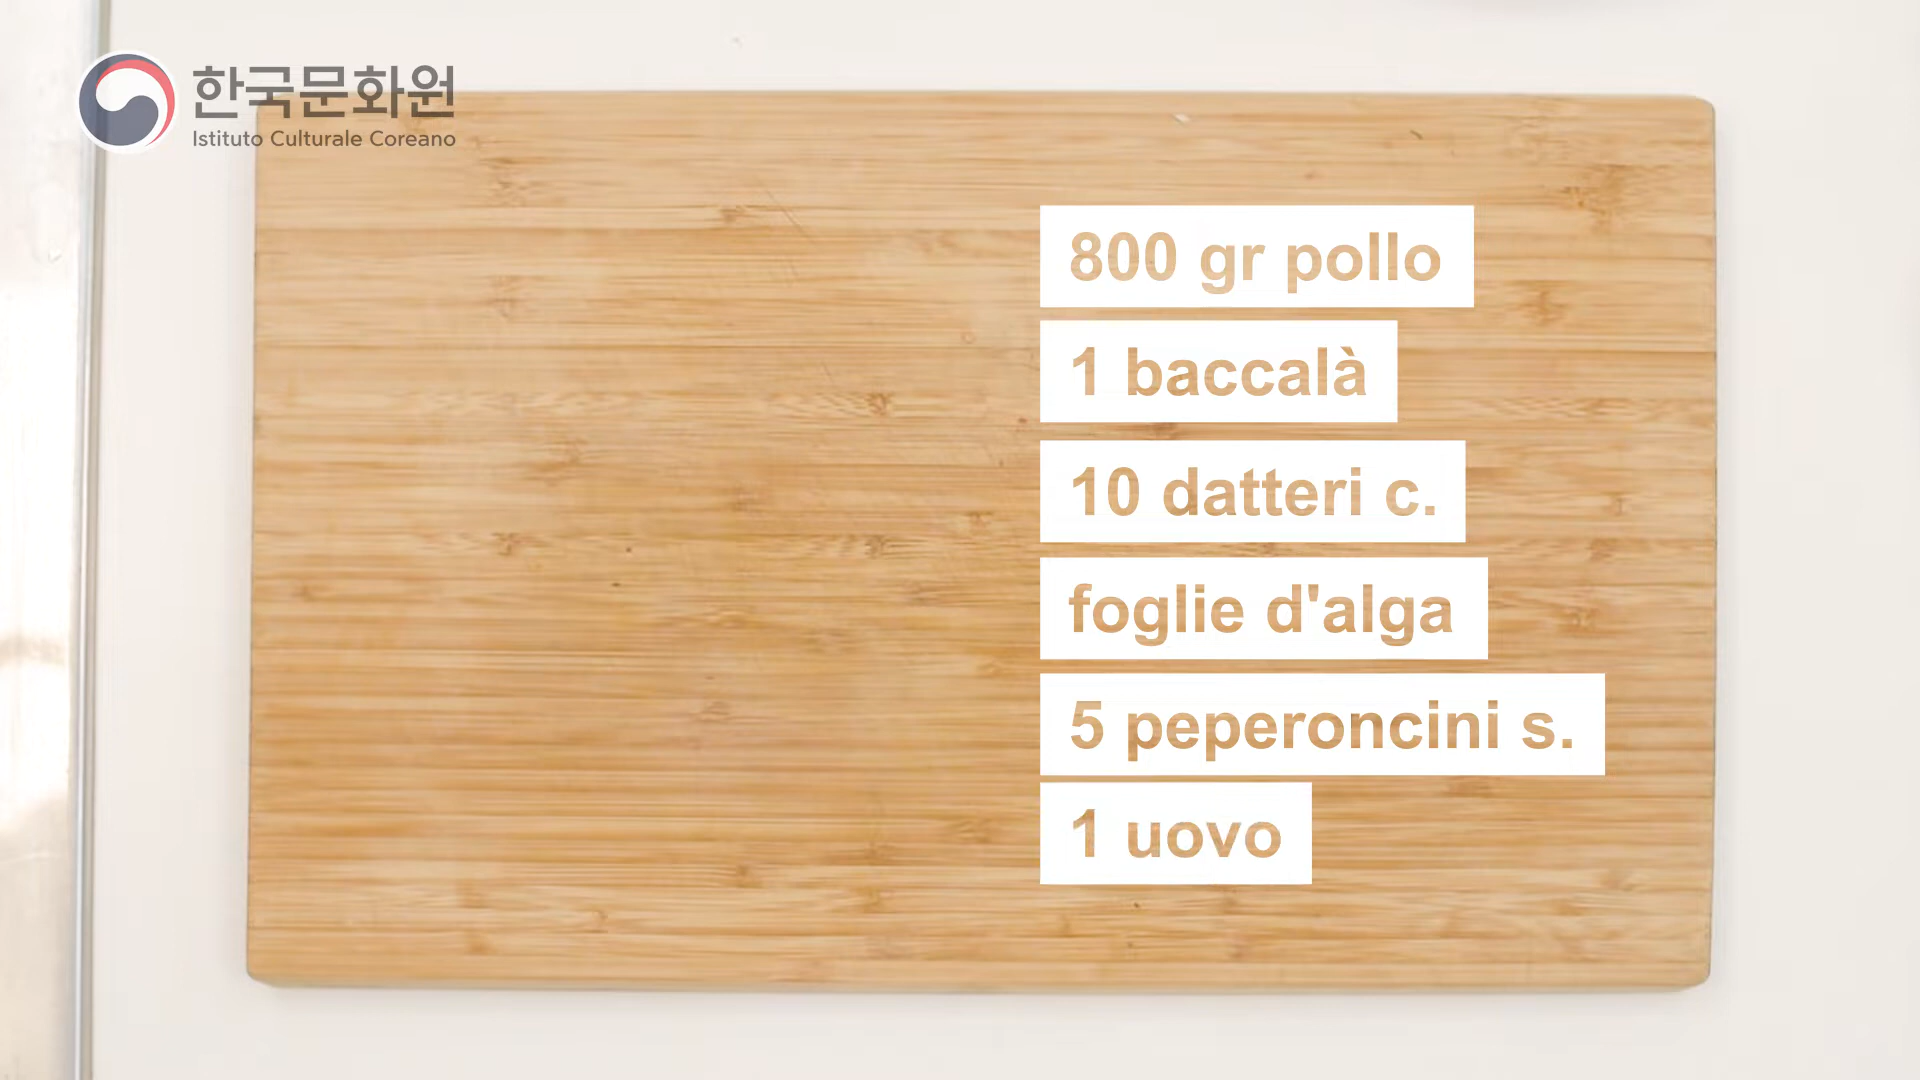 한국문화원
Istituto Culturale Coreano
800 gr pollo
1 baccalà
10 datteri c.
foglie d'alga
5 peperoncini s.
1 uovo